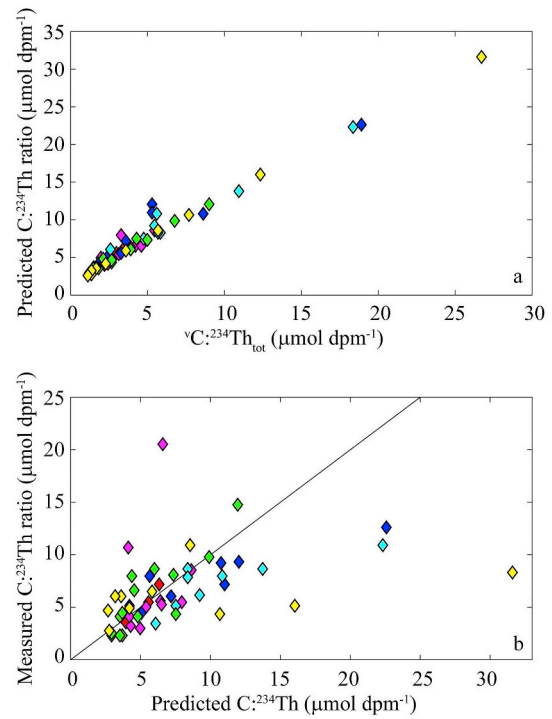 35
30
25
20
15
10
5
0
Predicted C:²³⁴Th ratio (µmol dpm⁻¹)
a
0 5 10 15 20 25 30
ᵛC:²³⁴Thₜₒₜ (µmol dpm⁻¹)
25
20
15
10
5
0
Measured C:²³⁴Th ratio (µmol dpm⁻¹)
b
0 5 10 15 20 25 30
Predicted C:²³⁴Th (µmol dpm⁻¹)